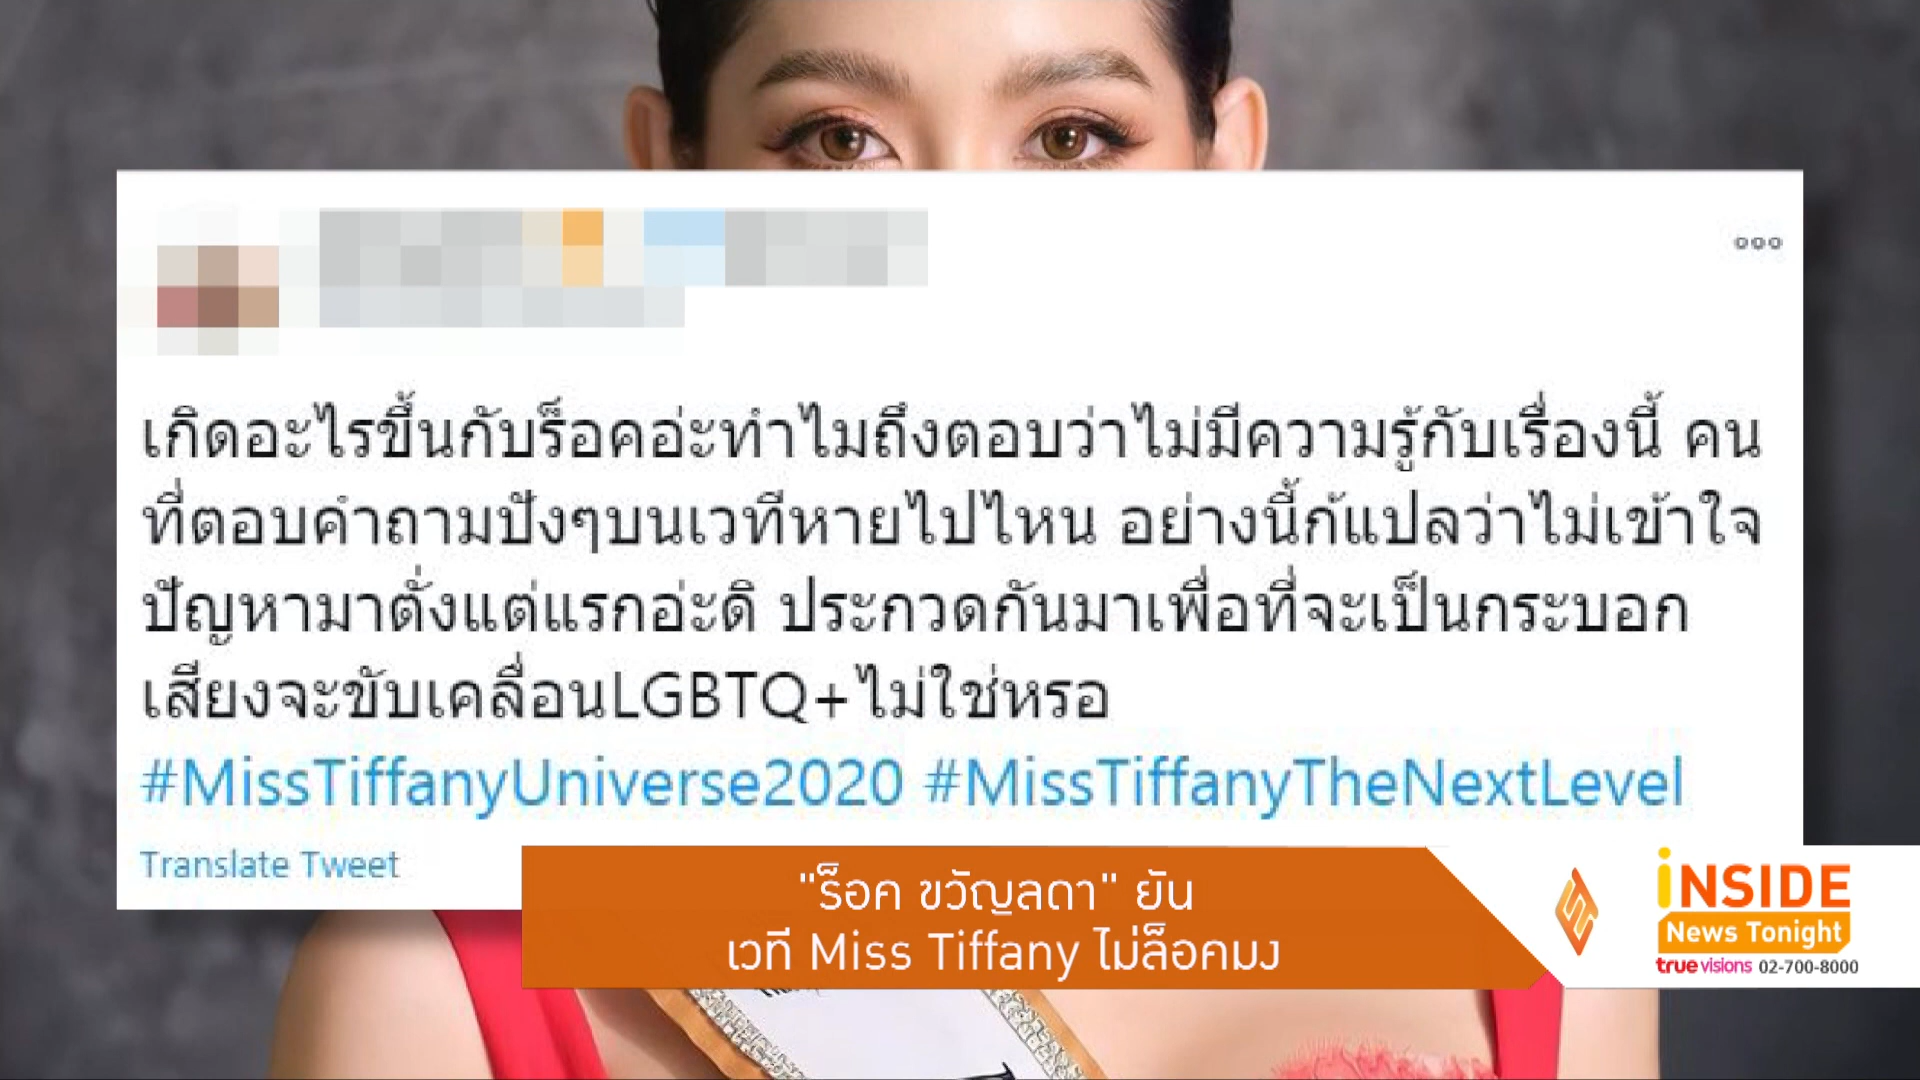 เกิดอะไรขึ้นกับร็อคอ่ะทำไมถึงตอบว่าไม่มีความรู้กับเรื่องนี้ คน
ที่ตอบคำถามปังๆบนเวทีหายไปไหน อย่างนี้ก้แปลว่าไม่เข้าใจ
ปัญหามาตั่งแต่แรกอ่ะดิ ประกวดกันมาเพื่อที่จะเป็นกระบอก
เสียงจะขับเคลื่อนLGBTQ+ไม่ใช่หรอ
#MissTiffanyUniverse2020 #MissTiffanyTheNextLevel
Translate Tweet
"ร็อค ขวัญลดา" ยัน
เวที Miss Tiffany ไม่ล็อคมง
iNSIDE
News Tonight
truevisions 02-700-8000